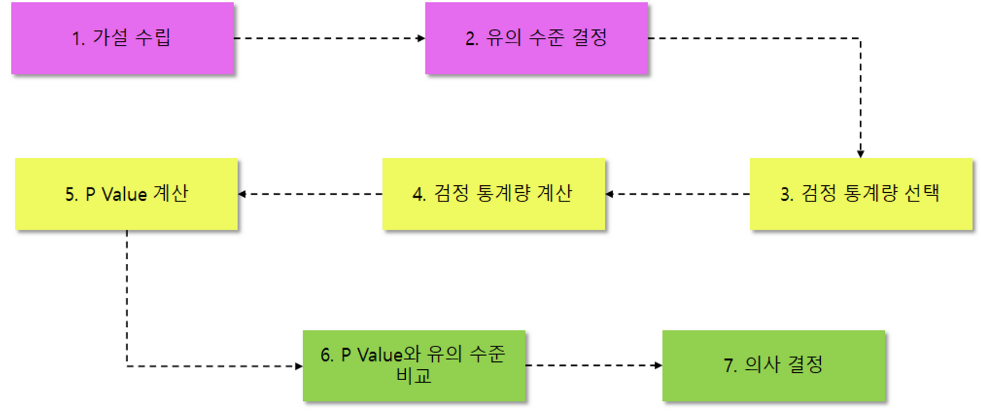 1. 가설 수립
2. 유의 수준 결정
3. 검정 통계량 선택
4. 검정 통계량 계산
5. P Value 계산
6. P Value와 유의 수준
비교
7. 의사 결정